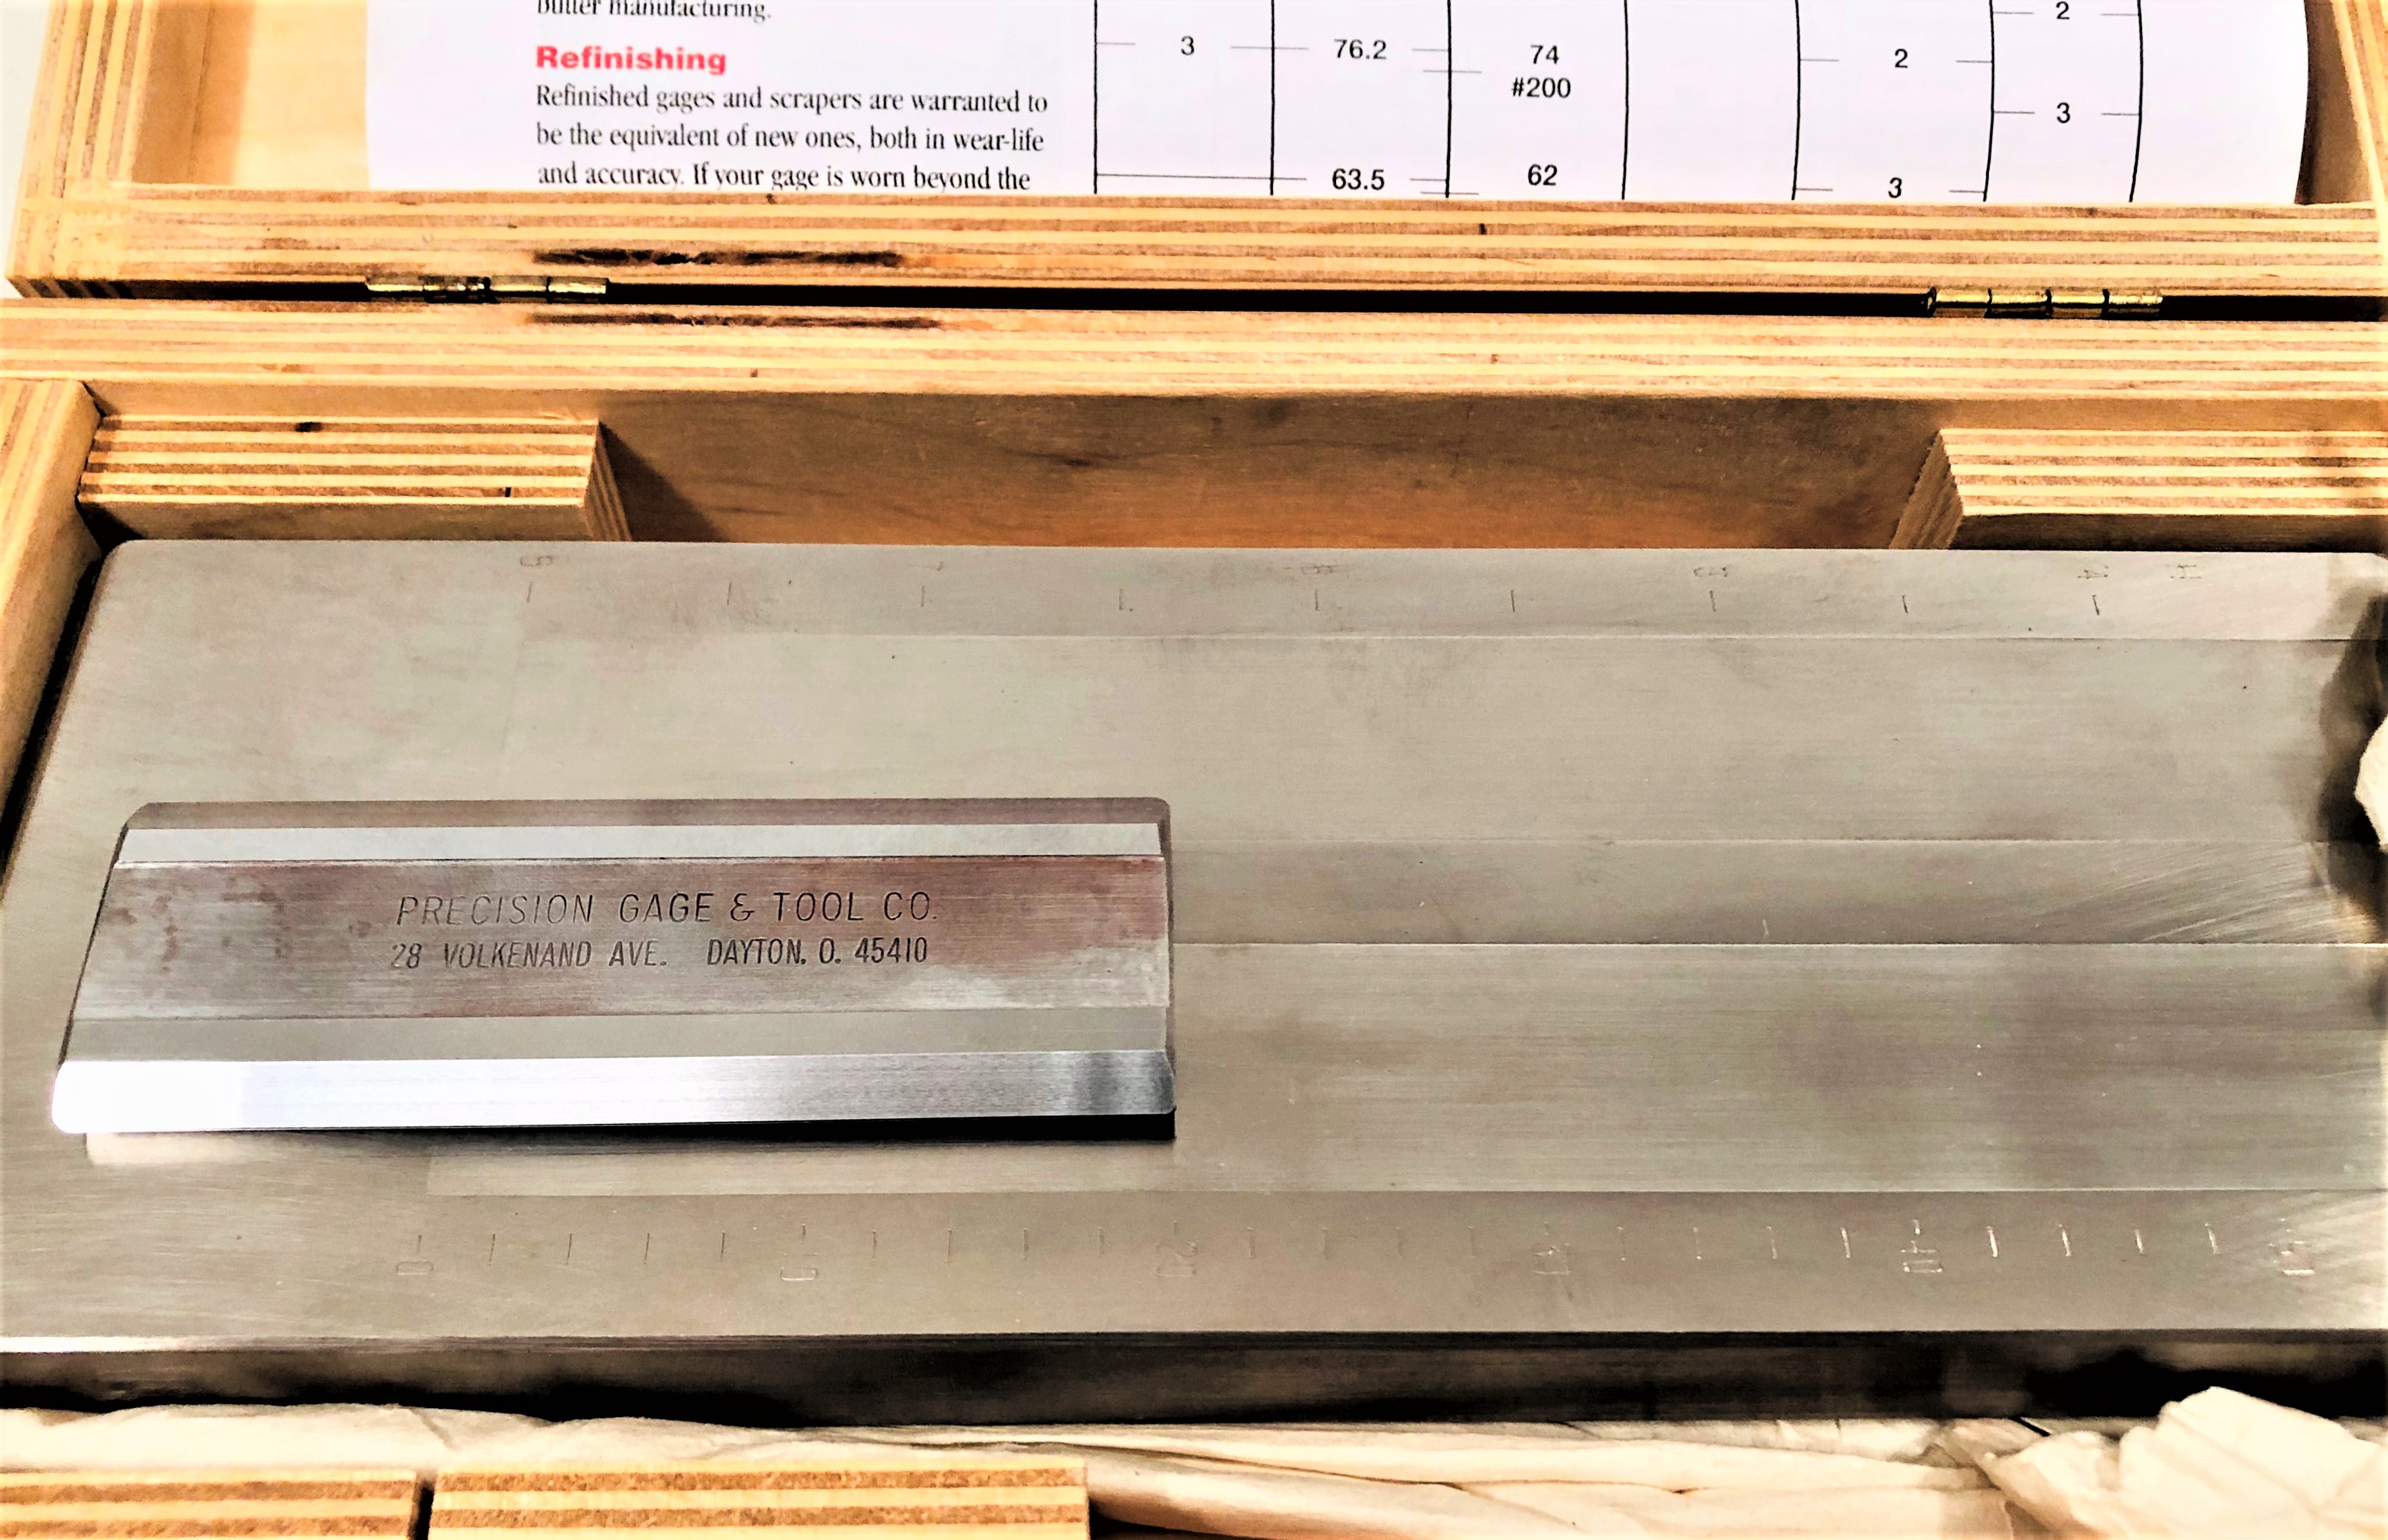 butter manufacturing.
Refinishing
Refinished gages and scrapers are warranted to
be the equivalent of new ones, both in wear-life
and accuracy. If your gage is worn beyond the
3 76.2 74 2 2
#200
3
63.5 62 3
PRECISION GAGE & TOOL CO.
28 VOLKENAND AVE. DAYTON, O. 45410